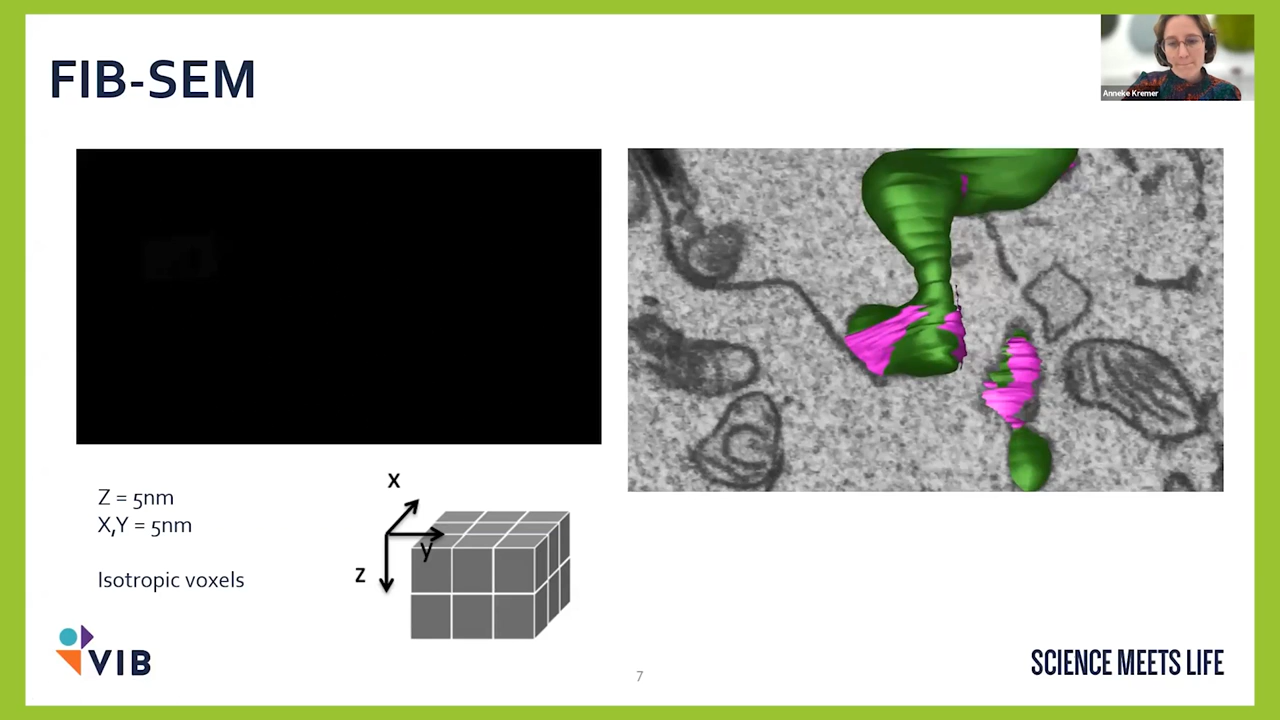 FIB-SEM
Anneke Kremer
Z = 5nm
X,Y = 5nm
Isotropic voxels
X
y
Z
VIB
7
SCIENCE MEETS LIFE